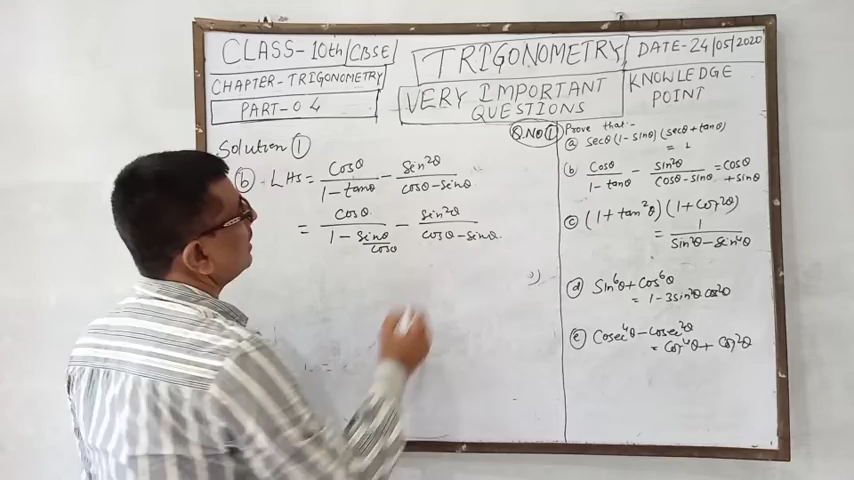 CLASS-10th/CBSE/
CHAPTER-TRIGONOMETRY
PART-04
TRIGONOMETRY
VERY IMPORTANT
QUESTIONS
DATE-24/05/2020
KNOWLEDGE
POINT
Solution ①
ⓑ LHS = cosθ/(1-tanθ) - sin²θ/(cosθ-sinθ)
= cosθ/(1 - sinθ/cosθ) - sin²θ/(cosθ-sinθ)
Q.NO ① Prove that:-
ⓐ secθ(1-sinθ)(secθ+tanθ)
= 1
ⓑ cosθ/(1-tanθ) - sin²θ/(cosθ-sinθ) = cosθ
+sinθ
ⓒ (1+tan²θ)(1+cot²θ)
= 1/(sin²θ-sin⁴θ)
ⓓ sin⁶θ+cos⁶θ
= 1-3sin²θcos²θ
ⓔ cosec⁴θ-cosec²θ
= cot⁴θ+cot²θ